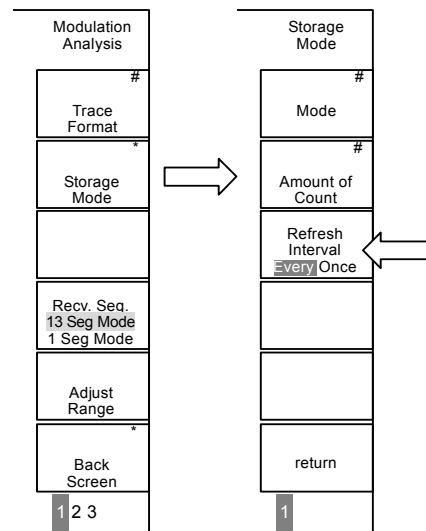 Modulation
Analysis
#
Trace
Format
*
Storage
Mode
Recv. Seg.
13 Seg Mode
1 Seg Mode
Adjust
Range
*
Back
Screen
1 2 3
Storage
Mode
#
Mode
#
Amount of
Count
Refresh
Interval
Every Once
return
1